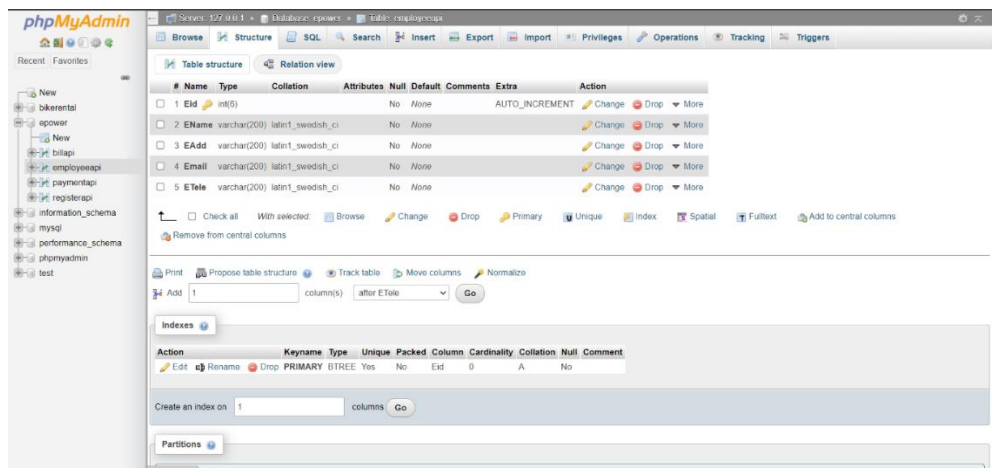 phpMyAdmin
Recent Favorites
New
bikerental
epower
New
billapi
employeeapi
paymentapi
registerapi
information_schema
mysql
performance_schema
phpmyadmin
test
Server: 127.0.0.1 » Database: epower » Table: employeeapi
Browse Structure SQL Search Insert Export Import Privileges Operations Tracking Triggers
Table structure Relation view
# Name Type Collation Attributes Null Default Comments Extra Action
1 Eid int(6) No None AUTO_INCREMENT Change Drop More
2 EName varchar(200) latin1_swedish_ci No None Change Drop More
3 EAdd varchar(200) latin1_swedish_ci No None Change Drop More
4 Email varchar(200) latin1_swedish_ci No None Change Drop More
5 ETele varchar(200) latin1_swedish_ci No None Change Drop More
Check all With selected: Browse Change Drop Primary Unique Index Spatial Fulltext Add to central columns
Remove from central columns
Print Propose table structure Track table Move columns Normalize
Add 1 column(s) after ETele Go
Indexes
Action Keyname Type Unique Packed Column Cardinality Collation Null Comment
Edit Rename Drop PRIMARY BTREE Yes No Eid 0 A No
Create an index on 1 columns Go
Partitions